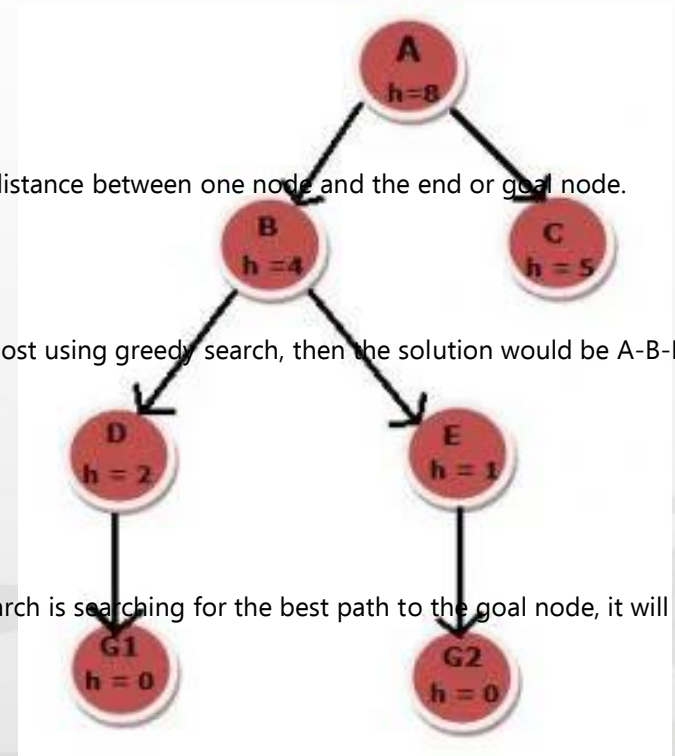 A
h=8
distance between one node and the end or goal node.
B
h =4
C
h = 5
ost using greedy search, then the solution would be A-B-
D
h = 2
E
h = 1
rch is searching for the best path to the goal node, it will
G1
h = 0
G2
h = 0